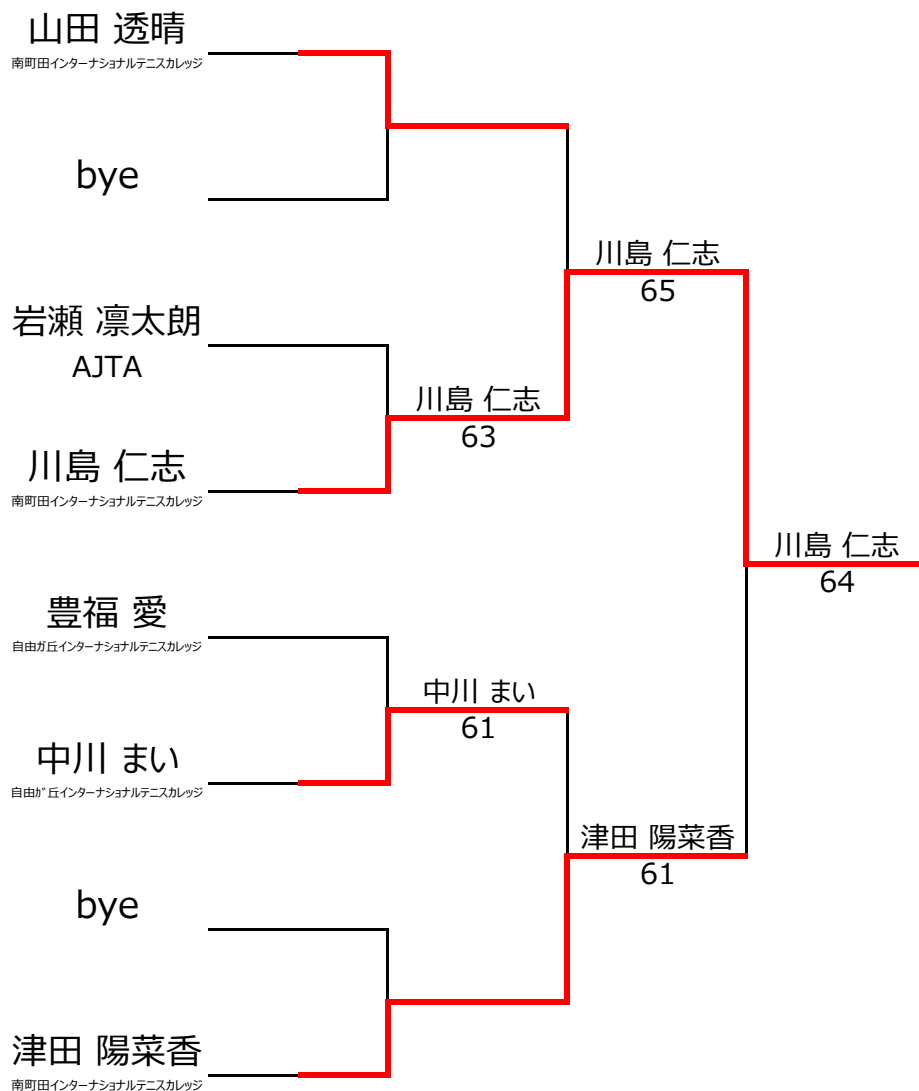 山田 透晴
南町田インターナショナルテニスカレッジ
bye
川島 仁志
65
岩瀬 凛太朗
AJTA
川島 仁志
63
川島 仁志
南町田インターナショナルテニスカレッジ
川島 仁志
64
豊福 愛
自由ガ丘インターナショナルテニスカレッジ
中川 まい
61
中川 まい
自由ガ丘インターナショナルテニスカレッジ
津田 陽菜香
61
bye
津田 陽菜香
南町田インターナショナルテニスカレッジ